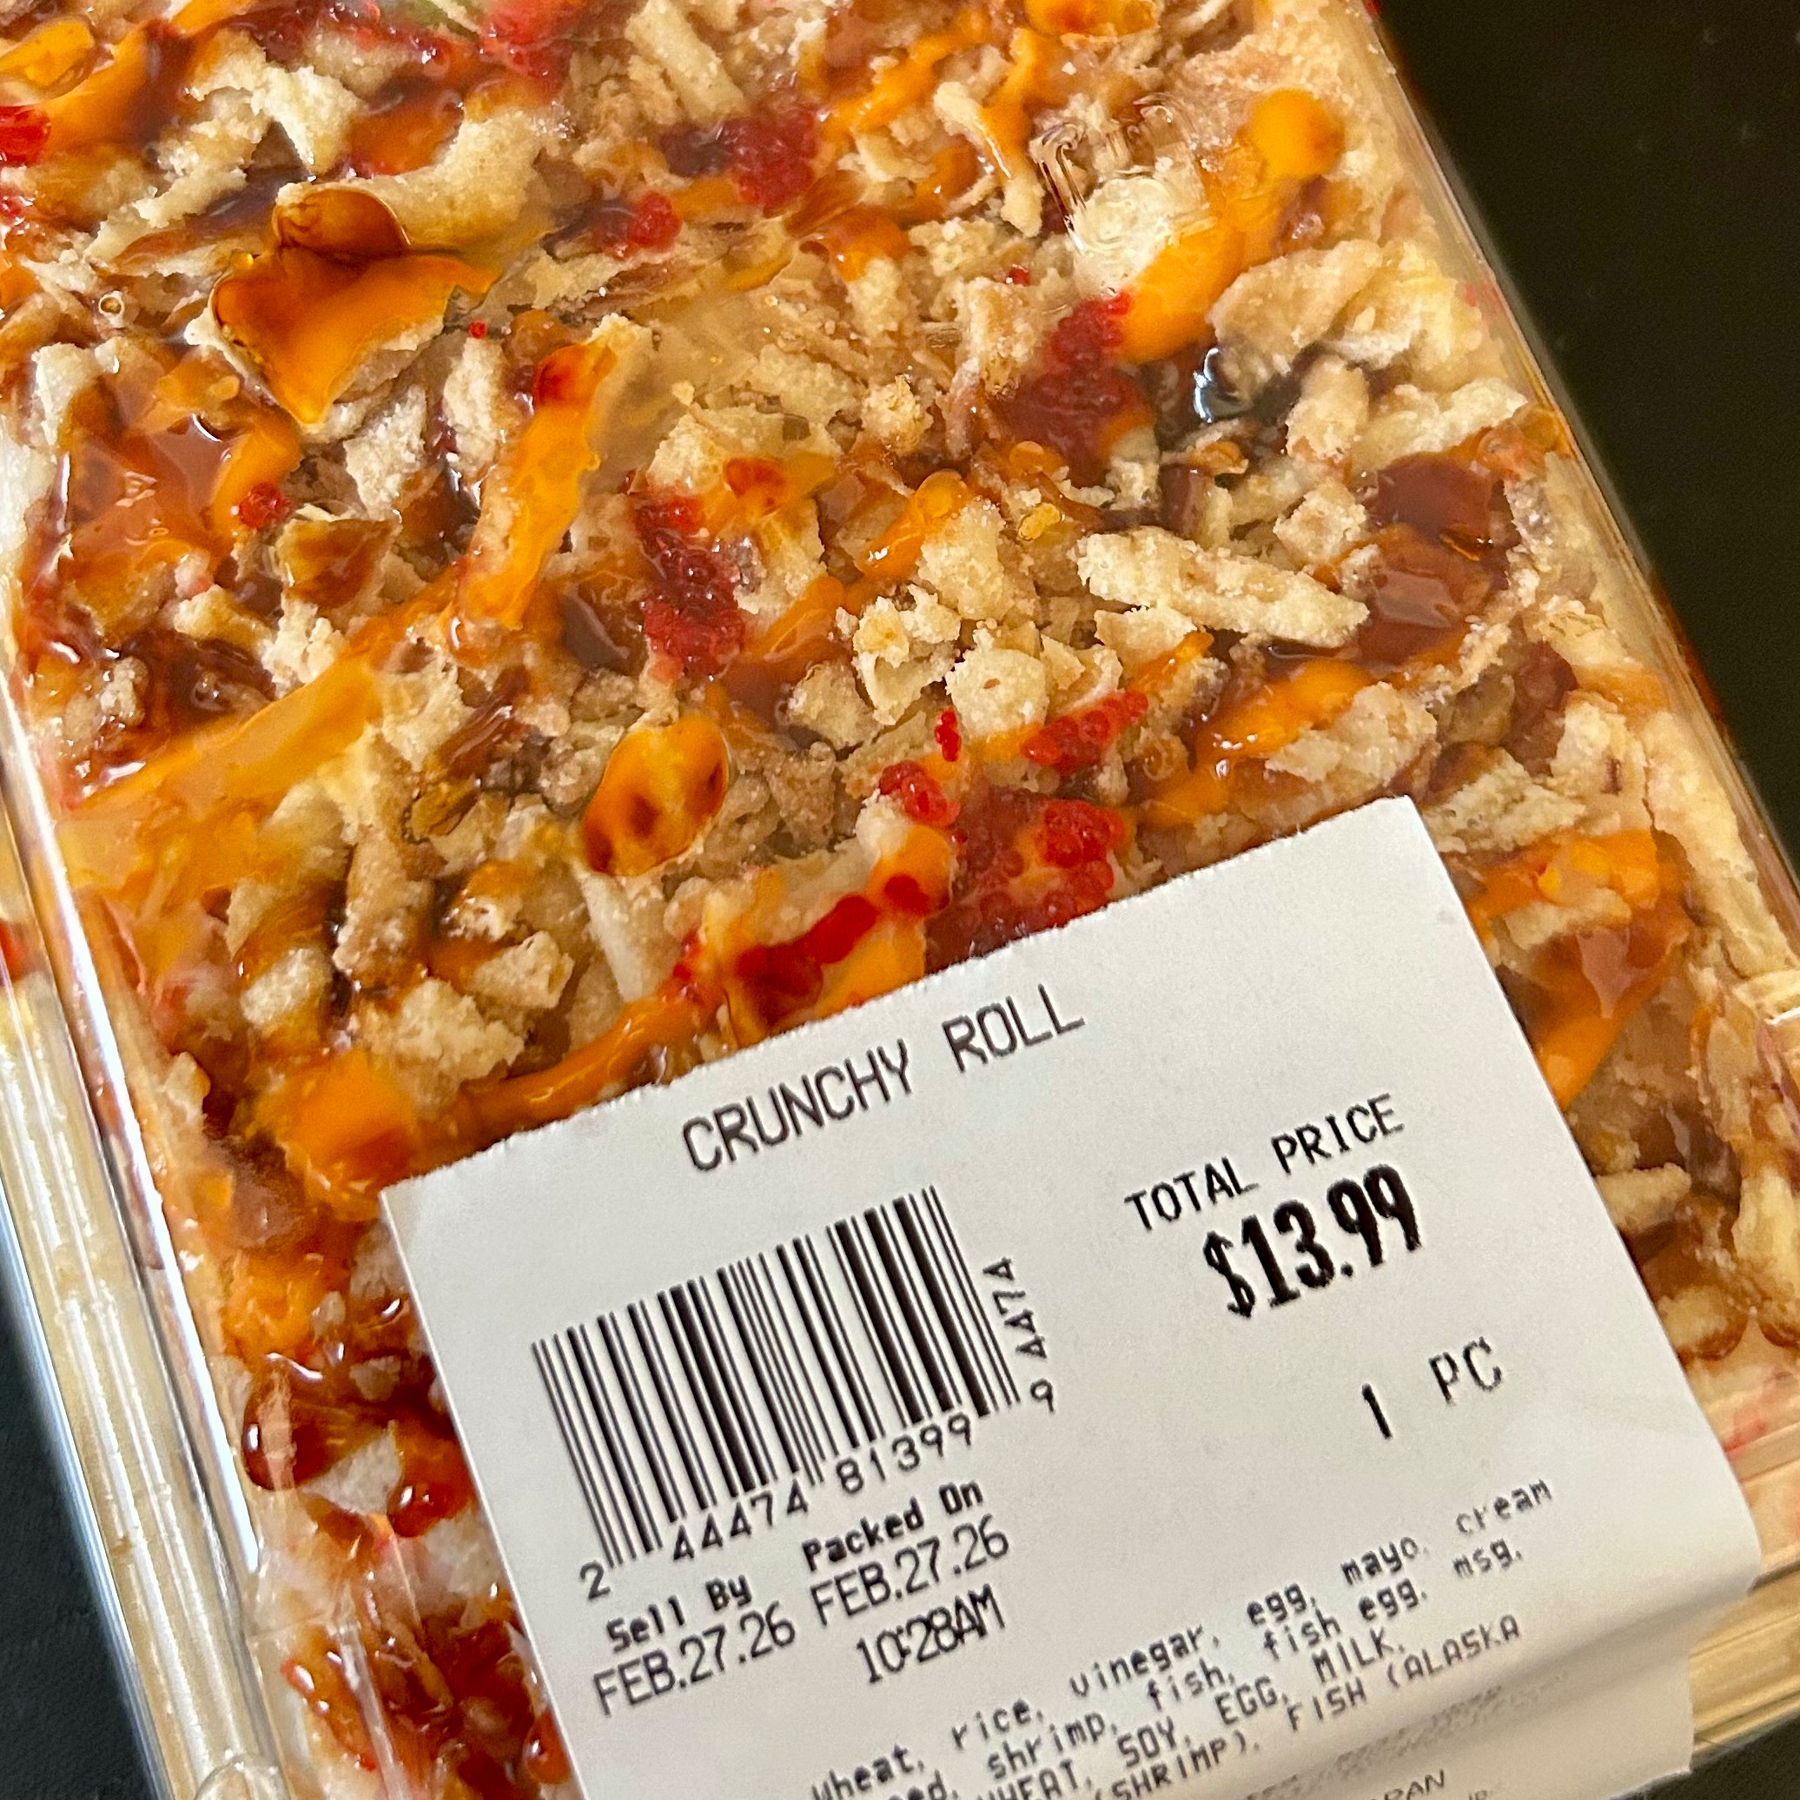 CRUNCHY ROLL
TOTAL PRICE
$13.99
1 PC
2 44474 81399 9
9 4474
Sell By
FEB.27.26
Packed On
FEB.27.26
10:28AM
wheat, rice, vinegar, egg, mayo, cream
shrimp, fish, fish egg, msg.
WHEAT, SOY, EGG, MILK,
(SHRIMP), FISH (ALASKA